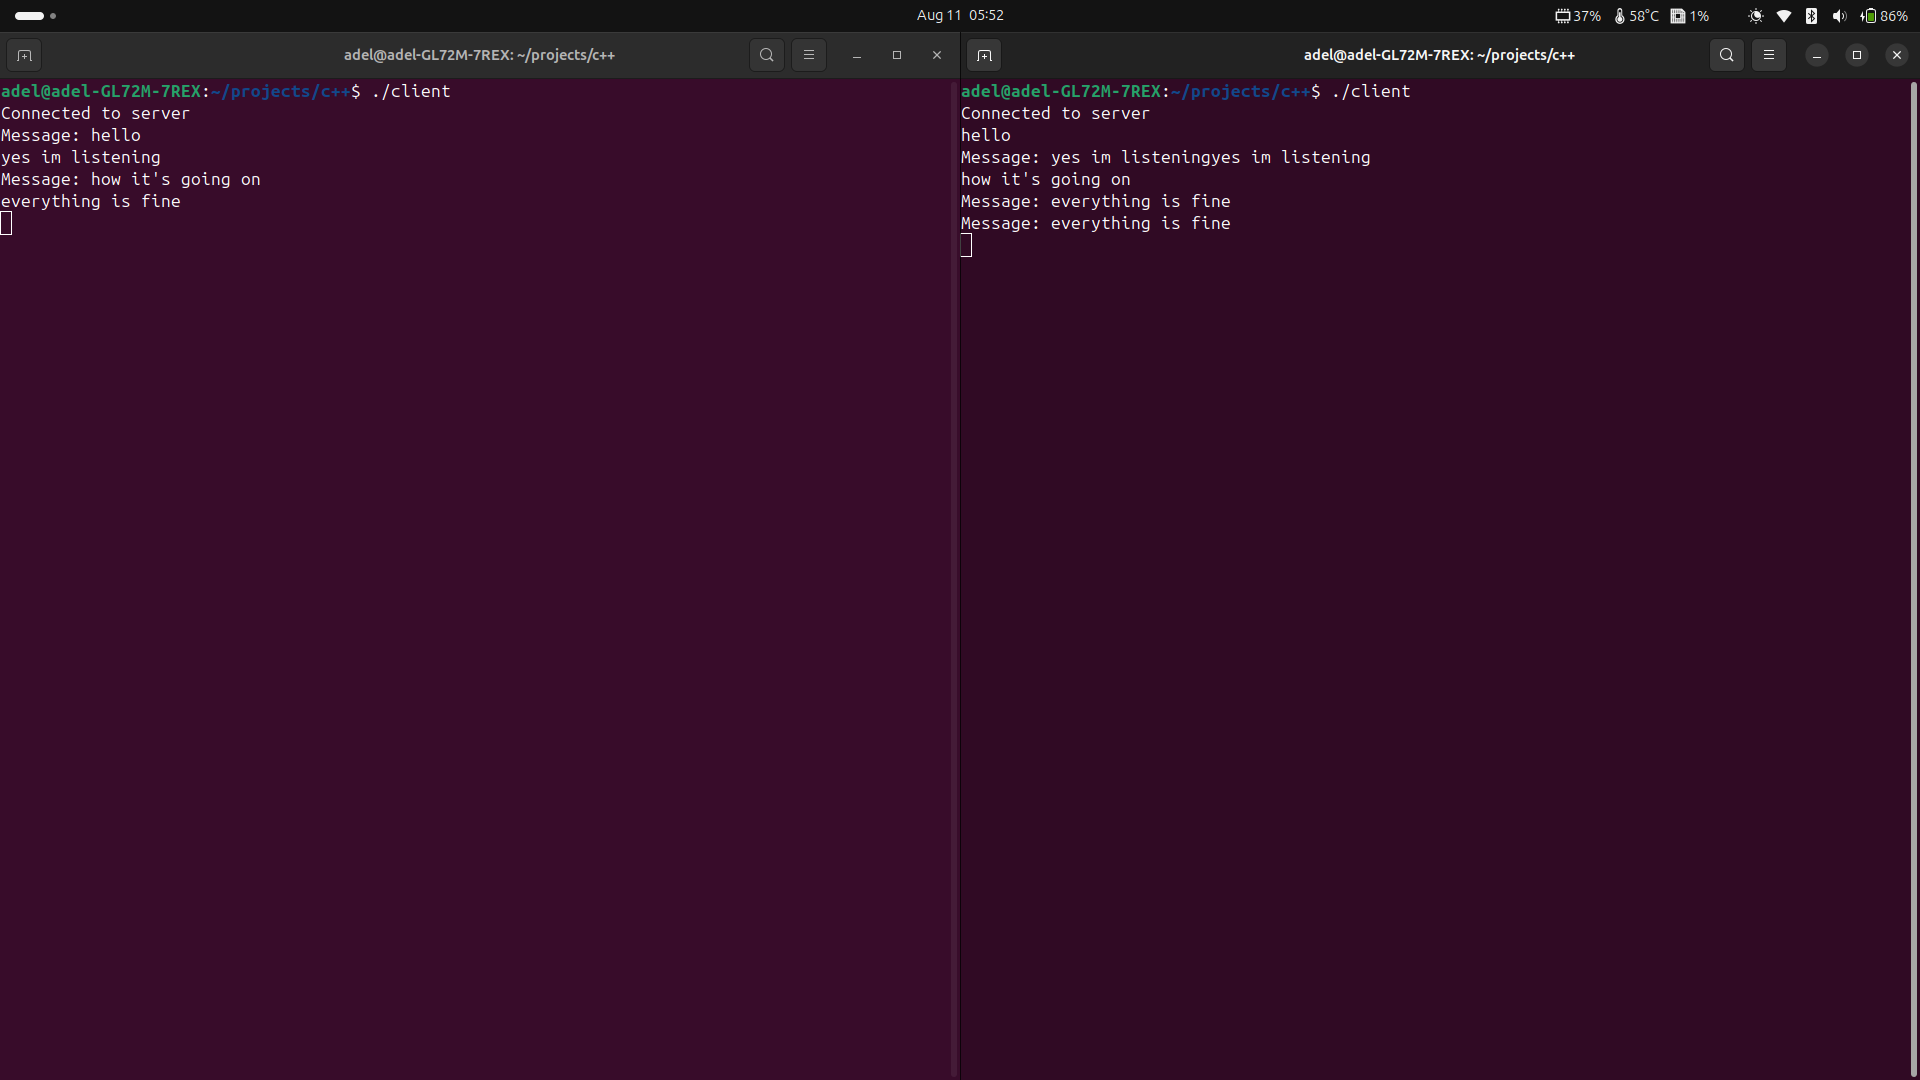 Aug 11 05:52
37% 58°C 1% 86%
adel@adel-GL72M-7REX: ~/projects/c++
adel@adel-GL72M-7REX:~/projects/c++$ ./client
Connected to server
Message: hello
yes im listening
Message: how it's going on
everything is fine
adel@adel-GL72M-7REX: ~/projects/c++
adel@adel-GL72M-7REX:~/projects/c++$ ./client
Connected to server
hello
Message: yes im listeningyes im listening
how it's going on
Message: everything is fine
Message: everything is fine